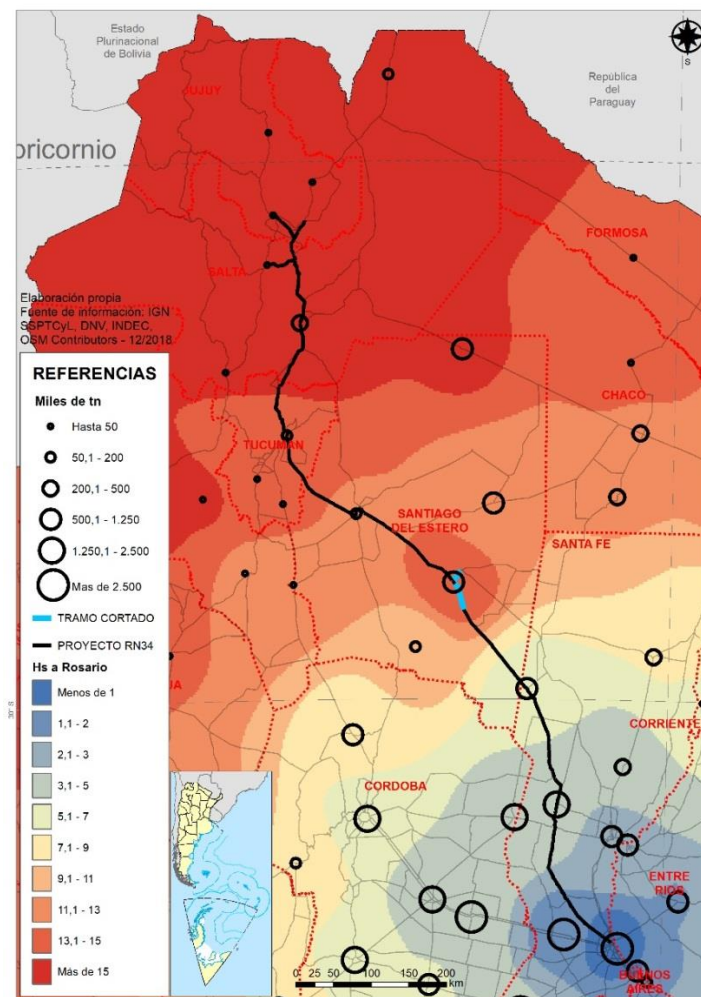 Estado
Plurinacional
de Bolivia
S
República
del
Paraguay
JUJUY
oricornio
FORMOSA
SALTA
Elaboración propia
Fuente de información: IGN
SSPTCyL, DNV, INDEC,
OSM Contributors - 12/2018
CHACO
TUCUMAN
SANTIAGO
DEL ESTERO
SANTA FE
CORRIENTE
CORDOBA
ENTRE
RIOS
BUENOS
AIRES
30° S
REFERENCIAS
Miles de tn
Hasta 50
50,1 - 200
200,1 - 500
500,1 - 1.250
1.250,1 - 2.500
Mas de 2.500
TRAMO CORTADO
PROYECTO RN34
Hs a Rosario
Menos de 1
1,1 - 2
2,1 - 3
3,1 - 5
5,1 - 7
7,1 - 9
9,1 - 11
11,1 - 13
13,1 - 15
Más de 15
0 25 50 100 150 200
km